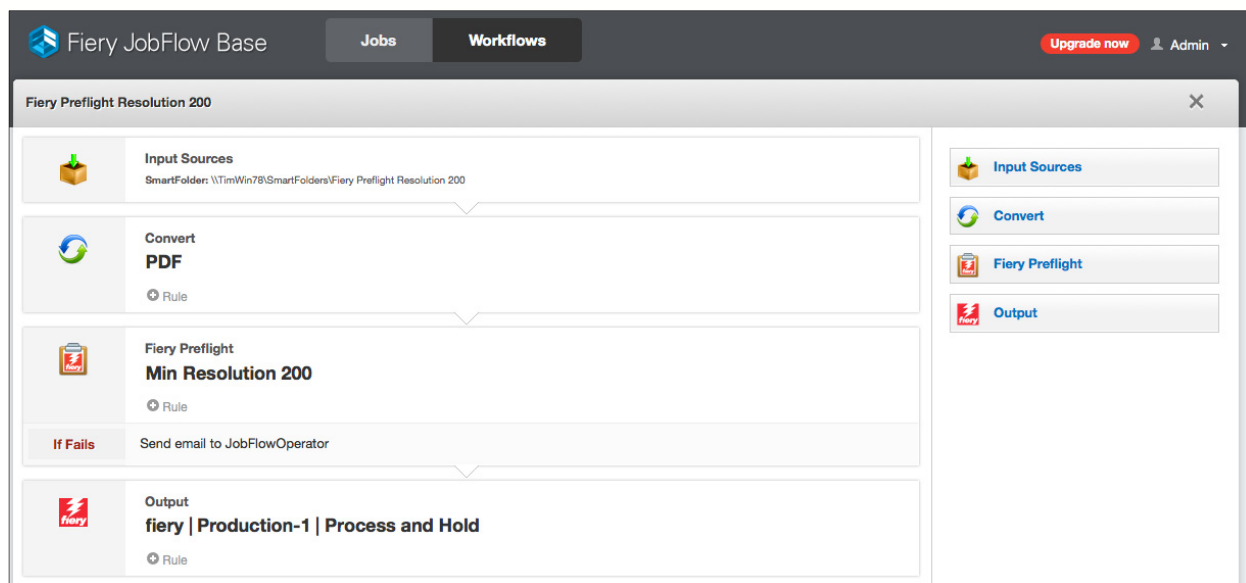 Fiery JobFlow Base
Jobs
Workflows
Upgrade now
Admin
Fiery Preflight Resolution 200
Input Sources
SmartFolder: \\TimWin78\SmartFolders\Fiery Preflight Resolution 200
Convert
PDF
Rule
Fiery Preflight
Min Resolution 200
Rule
If Fails
Send email to JobFlowOperator
fiery
Output
fiery | Production-1 | Process and Hold
Rule
Input Sources
Convert
Fiery Preflight
fiery
Output